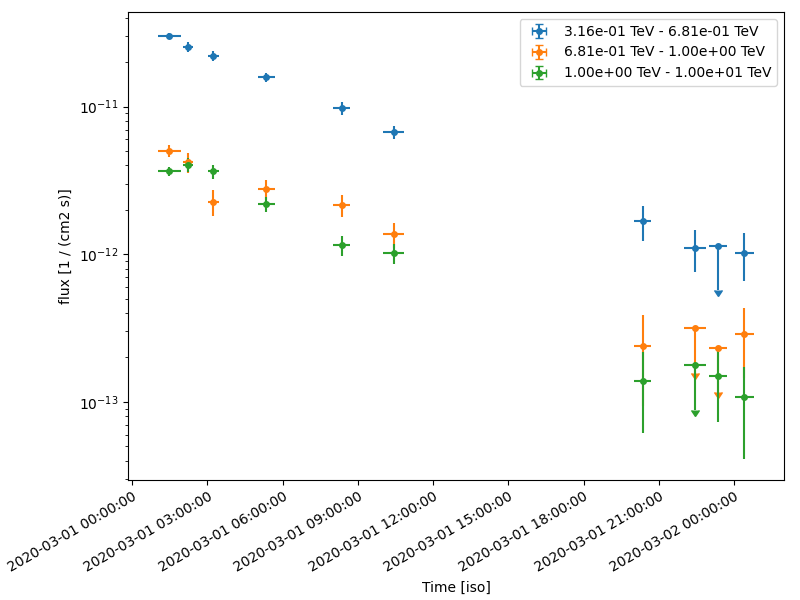 3.16e-01 TeV - 6.81e-01 TeV
6.81e-01 TeV - 1.00e+00 TeV
1.00e+00 TeV - 1.00e+01 TeV
10⁻¹¹
10⁻¹²
10⁻¹³
flux [1 / (cm2 s)]
2020-03-01 00:00:00
2020-03-01 03:00:00
2020-03-01 06:00:00
2020-03-01 09:00:00
2020-03-01 12:00:00
2020-03-01 15:00:00
2020-03-01 18:00:00
2020-03-01 21:00:00
2020-03-02 00:00:00
Time [iso]